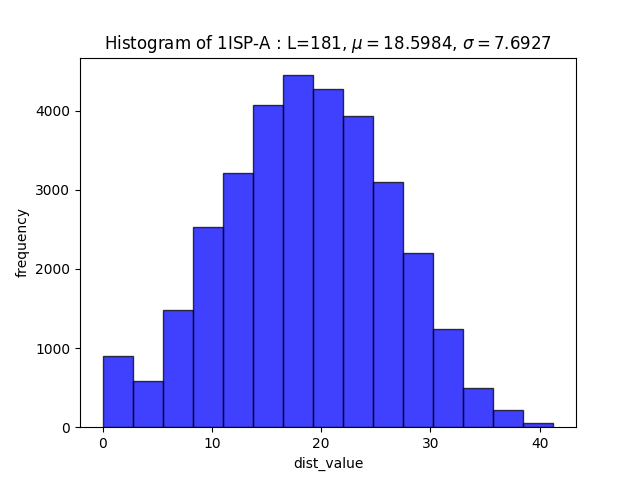 Histogram of 1ISP-A : L=181, μ = 18.5984, σ = 7.6927
frequency
4000
3000
2000
1000
0
0 10 20 30 40
dist_value